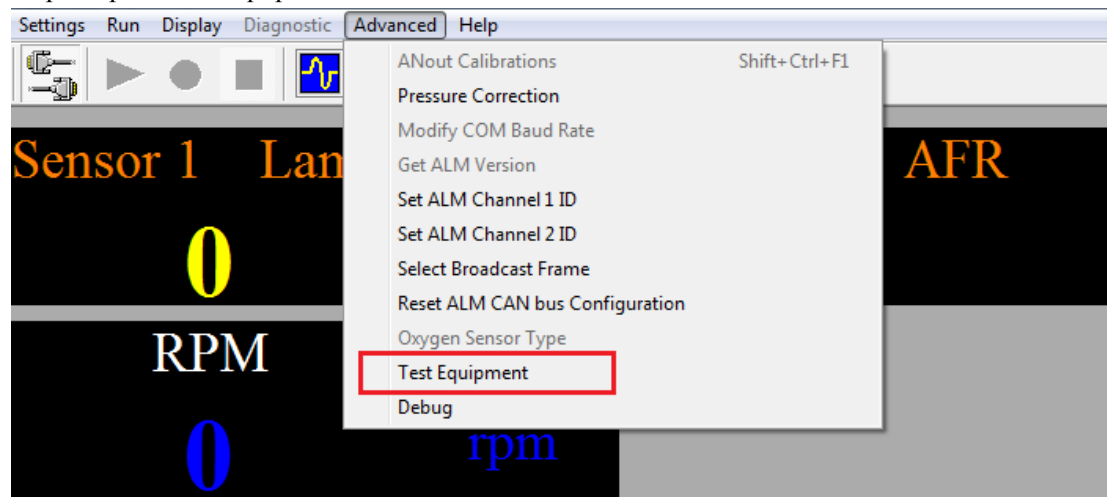 Settings Run Display Diagnostic Advanced Help
ANout Calibrations Shift+Ctrl+F1
Pressure Correction
Modify COM Baud Rate
Get ALM Version
Set ALM Channel 1 ID
Set ALM Channel 2 ID
Select Broadcast Frame
Reset ALM CAN bus Configuration
Oxygen Sensor Type
Test Equipment
Debug
Sensor 1 Lam AFR
0
RPM
0 rpm